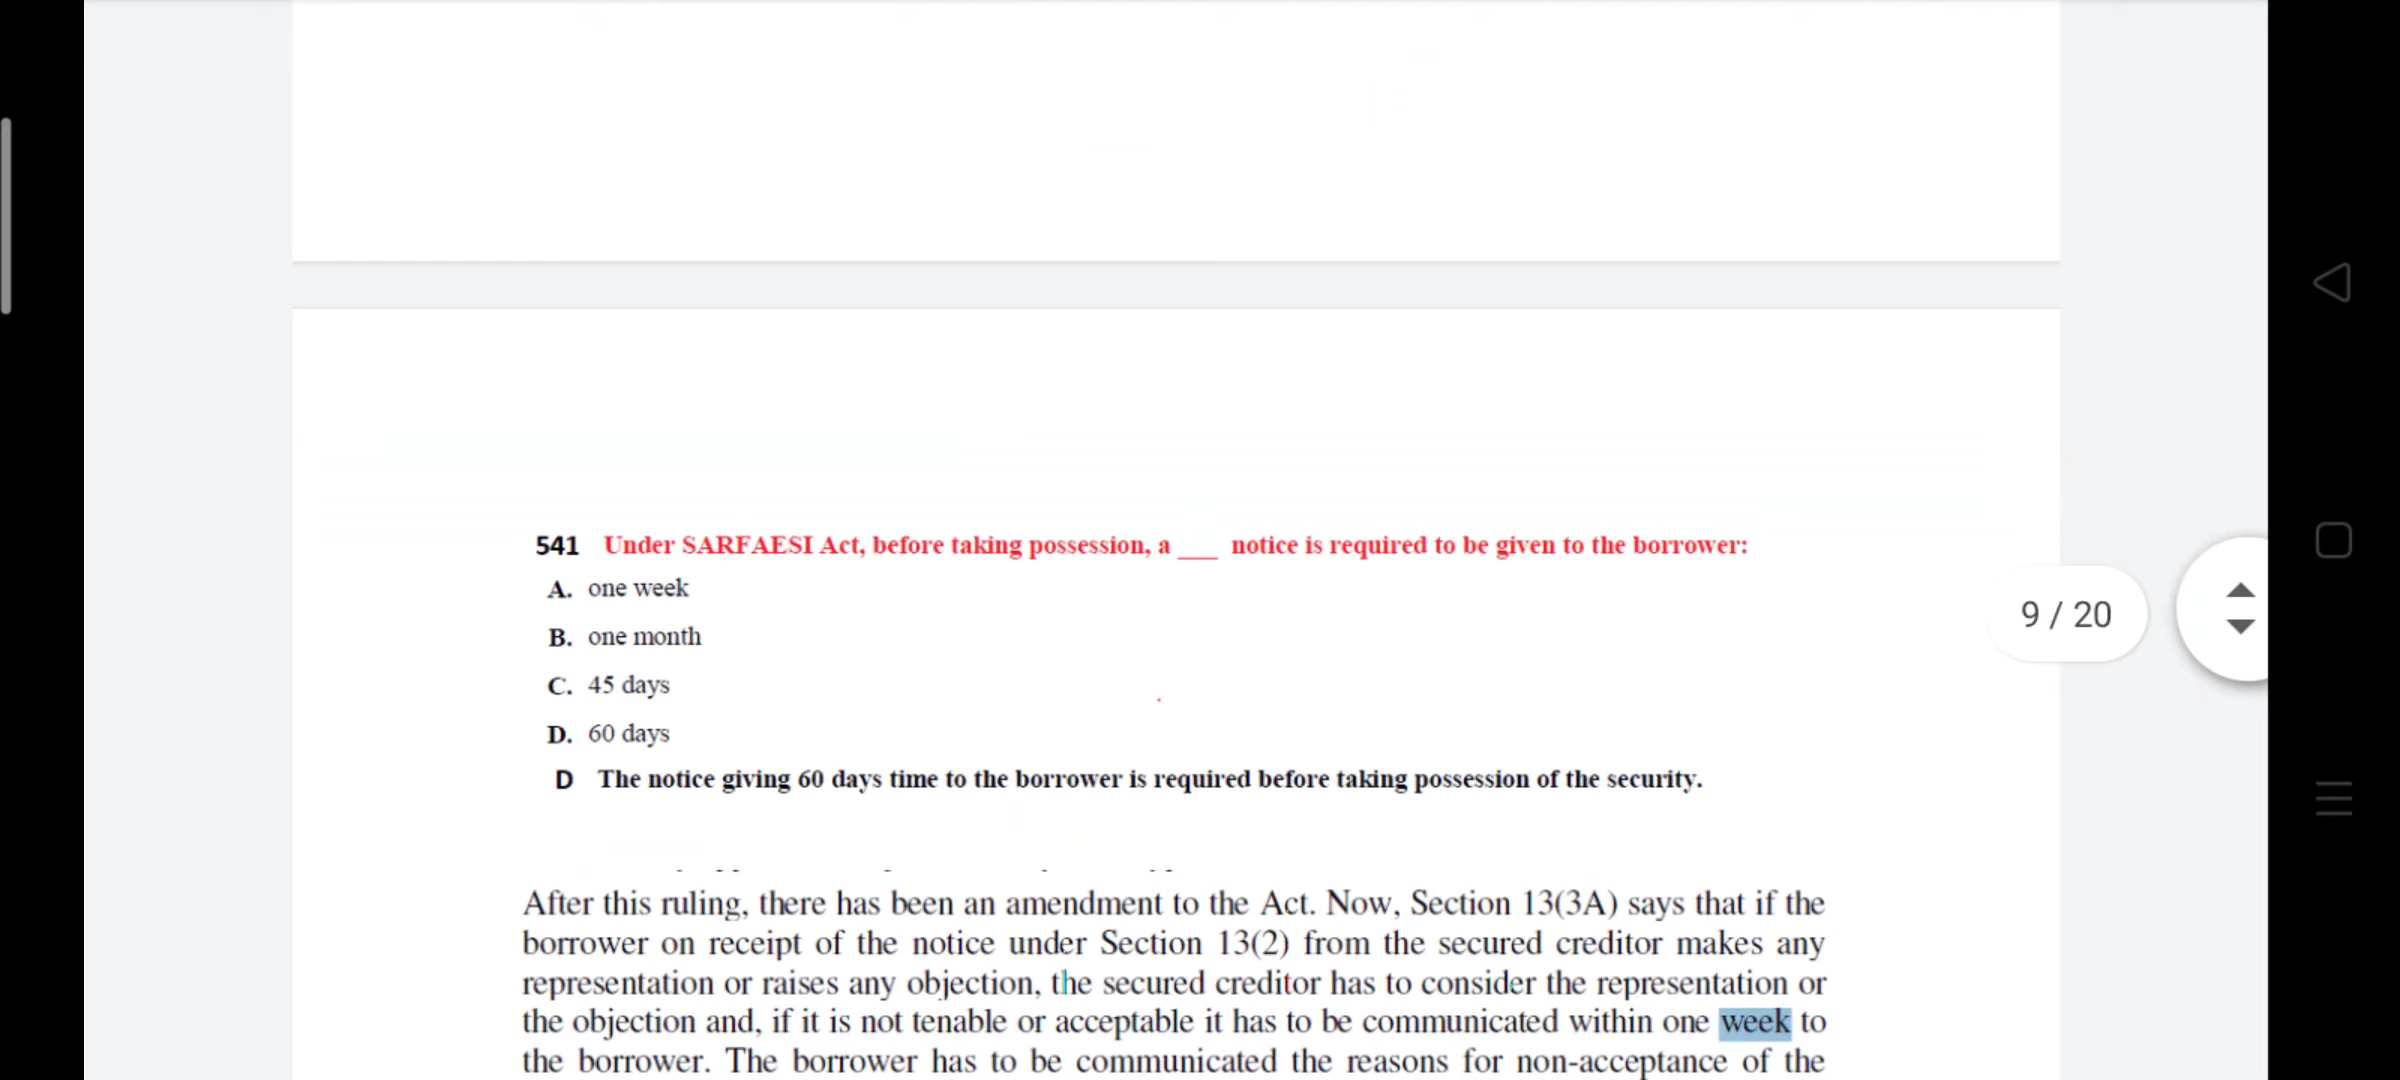 541 Under SARFAESI Act, before taking possession, a ___ notice is required to be given to the borrower:
A. one week
B. one month
C. 45 days
D. 60 days
D The notice giving 60 days time to the borrower is required before taking possession of the security.
After this ruling, there has been an amendment to the Act. Now, Section 13(3A) says that if the
borrower on receipt of the notice under Section 13(2) from the secured creditor makes any
representation or raises any objection, the secured creditor has to consider the representation or
the objection and, if it is not tenable or acceptable it has to be communicated within one week to
the borrower. The borrower has to be communicated the reasons for non-acceptance of the
9 / 20